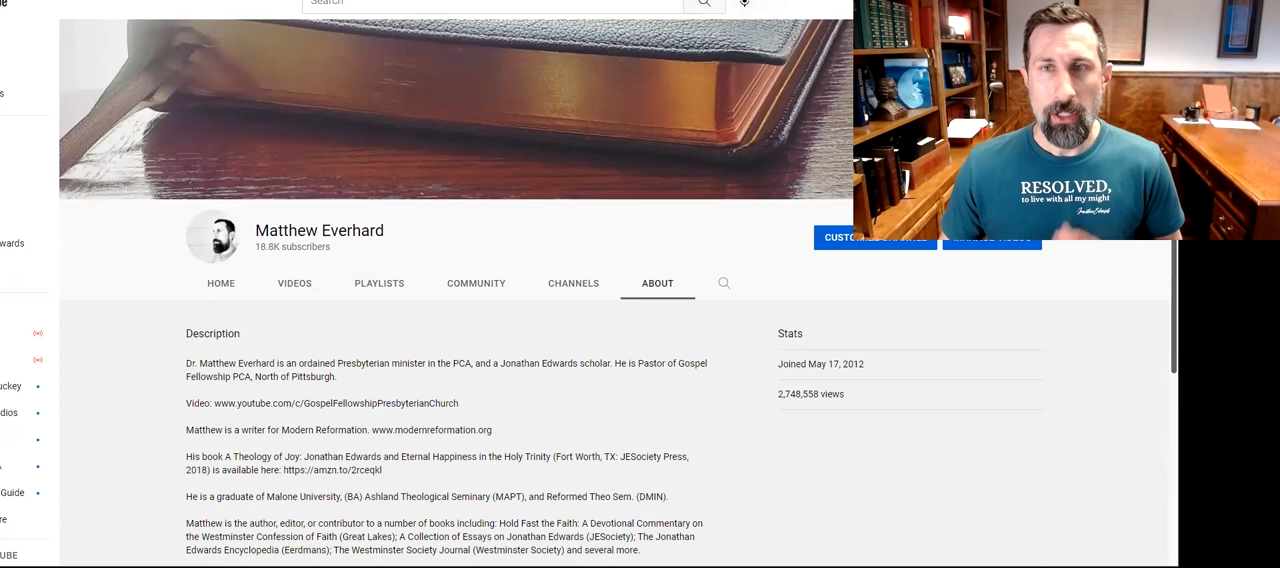 Search
RESOLVED,
to live with all my might
Jonathan Edwards
Matthew Everhard
18.8K subscribers
HOME VIDEOS PLAYLISTS COMMUNITY CHANNELS ABOUT
wards
Description
Stats
Dr. Matthew Everhard is an ordained Presbyterian minister in the PCA, and a Jonathan Edwards scholar. He is Pastor of Gospel
Fellowship PCA, North of Pittsburgh.
Joined May 17, 2012
2,748,558 views
Video: www.youtube.com/c/GospelFellowshipPresbyterianChurch
Matthew is a writer for Modern Reformation. www.modernreformation.org
His book A Theology of Joy: Jonathan Edwards and Eternal Happiness in the Holy Trinity (Fort Worth, TX: JESociety Press,
2018) is available here: https://amzn.to/2rceqkl
He is a graduate of Malone University, (BA) Ashland Theological Seminary (MAPT), and Reformed Theo Sem. (DMIN).
Matthew is the author, editor, or contributor to a number of books including: Hold Fast the Faith: A Devotional Commentary on
the Westminster Confession of Faith (Great Lakes); A Collection of Essays on Jonathan Edwards (JESociety); The Jonathan
Edwards Encyclopedia (Eerdmans); The Westminster Society Journal (Westminster Society) and several more.
uckey
dios
Guide
re
UBE